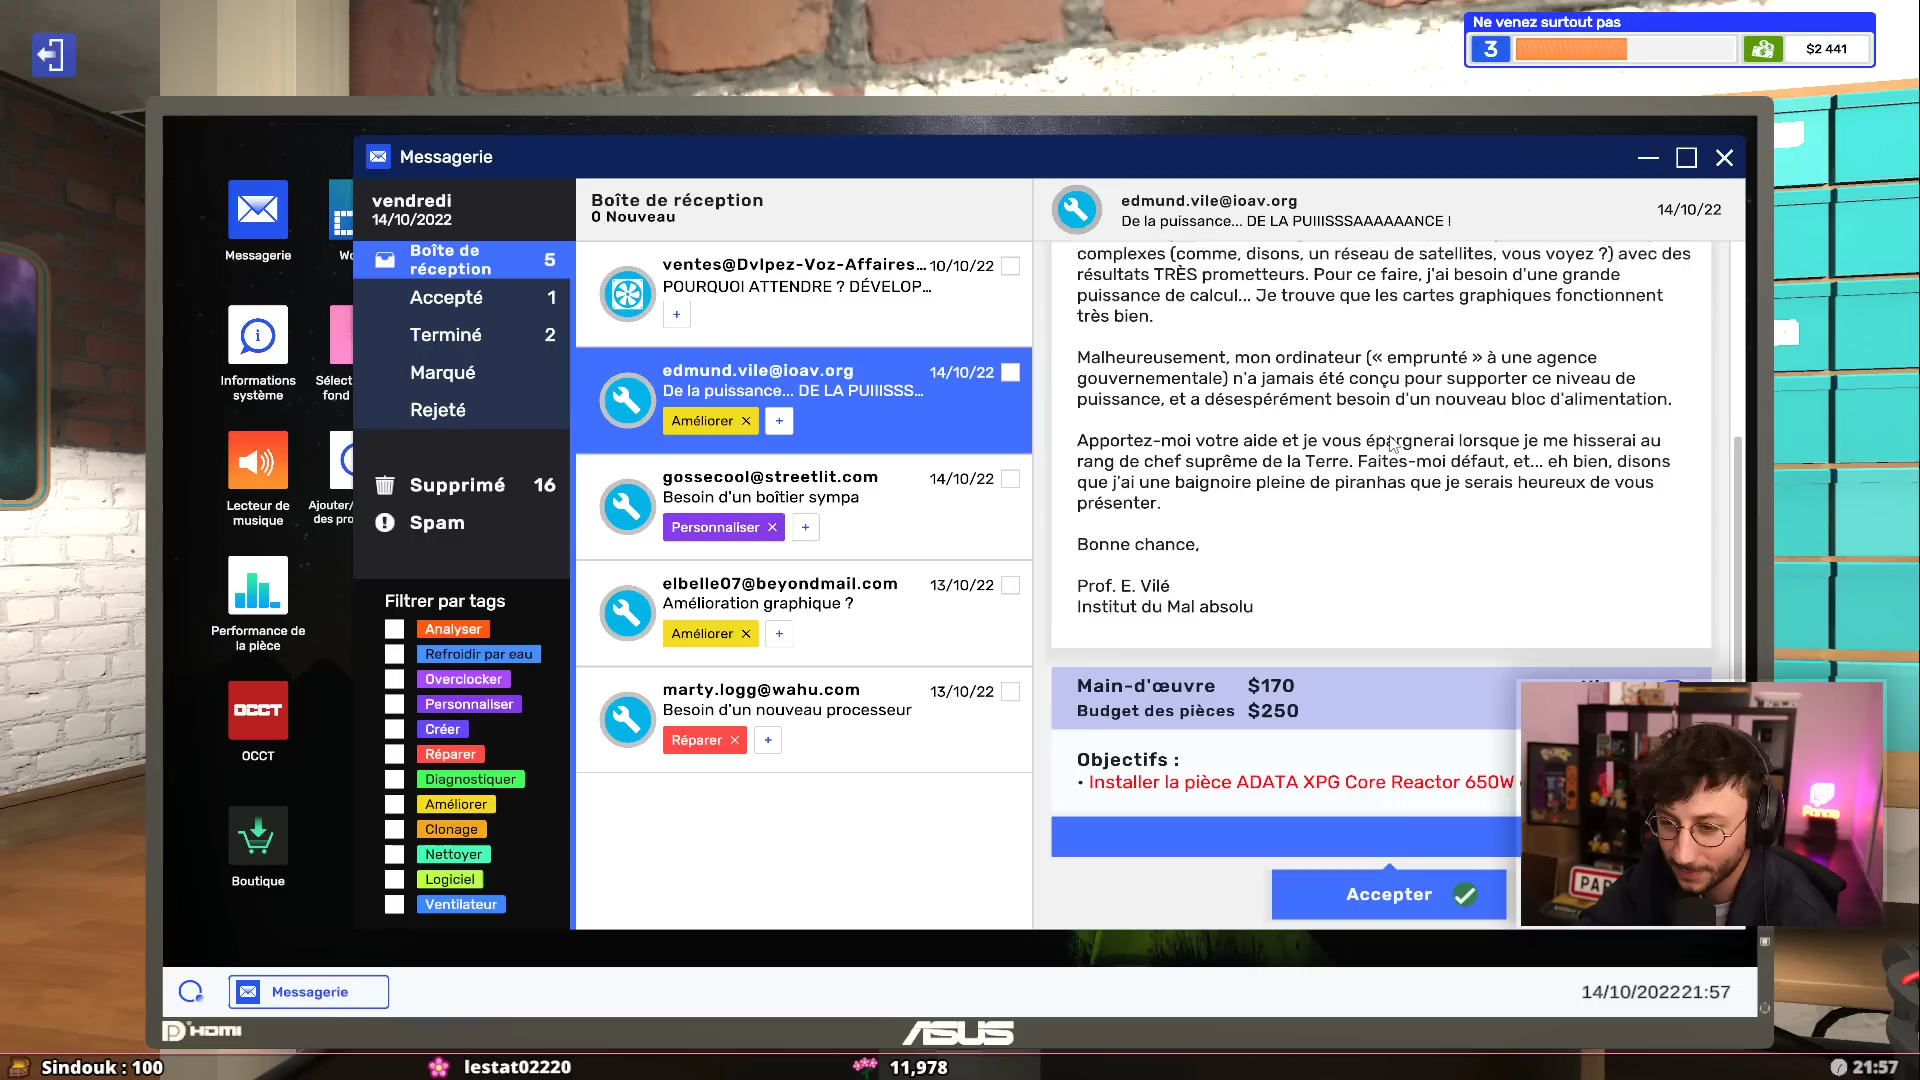 Ne venez surtout pas
3
$2 441
Messagerie
vendredi
14/10/2022
Boîte de réception
5
Accepté
1
Terminé
2
Marqué
Rejeté
Supprimé
16
Spam
Filtrer par tags
Analyser
Refroidir par eau
Overclocker
Personnaliser
Créer
Réparer
Diagnostiquer
Améliorer
Clonage
Nettoyer
Logiciel
Ventilateur
Messagerie
Informations
système
Lecteur de
musique
Performance de
la pièce
OCCT
OCCT
Boutique
Boîte de réception
0 Nouveau
ventes@Dvlpez-Voz-Affaires...
10/10/22
POURQUOI ATTENDRE ? DÉVELOP...
+
edmund.vile@ioav.org
14/10/22
De la puissance... DE LA PUIIISSS...
Améliorer ×
+
gossecool@streetlit.com
14/10/22
Besoin d'un boîtier sympa
Personnaliser ×
+
elbelle07@beyondmail.com
13/10/22
Amélioration graphique ?
Améliorer ×
+
marty.logg@wahu.com
13/10/22
Besoin d'un nouveau processeur
Réparer ×
+
edmund.vile@ioav.org
De la puissance... DE LA PUIIISSSAAAAAANCE !
14/10/22
complexes (comme, disons, un réseau de satellites, vous voyez ?) avec des
résultats TRÈS prometteurs. Pour ce faire, j'ai besoin d'une grande
puissance de calcul... Je trouve que les cartes graphiques fonctionnent
très bien.
Malheureusement, mon ordinateur (« emprunté » à une agence
gouvernementale) n'a jamais été conçu pour supporter ce niveau de
puissance, et a désespérément besoin d'un nouveau bloc d'alimentation.
Apportez-moi votre aide et je vous épargnerai lorsque je me hisserai au
rang de chef suprême de la Terre. Faites-moi défaut, et... eh bien, disons
que j'ai une baignoire pleine de piranhas que je serais heureux de vous
présenter.
Bonne chance,
Prof. E. Vilé
Institut du Mal absolu
Main-d'œuvre $170
Budget des pièces $250
Objectifs :
• Installer la pièce ADATA XPG Core Reactor 650W
Accepter
Messagerie
14/10/2022 21:57
HDMI
ASUS
Sindouk : 100
lestat02220
11,978
21:57